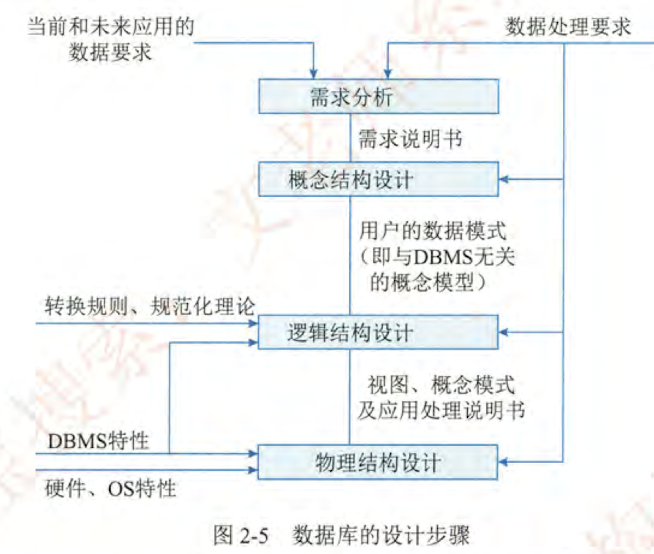 当前和未来应用的
数据要求
数据处理要求
需求分析
需求说明书
概念结构设计
用户的数据模式
（即与DBMS无关
的概念模型）
转换规则、规范化理论
逻辑结构设计
视图、概念模式
及应用处理说明书
DBMS特性
物理结构设计
硬件、OS特性
图 2-5 数据库的设计步骤